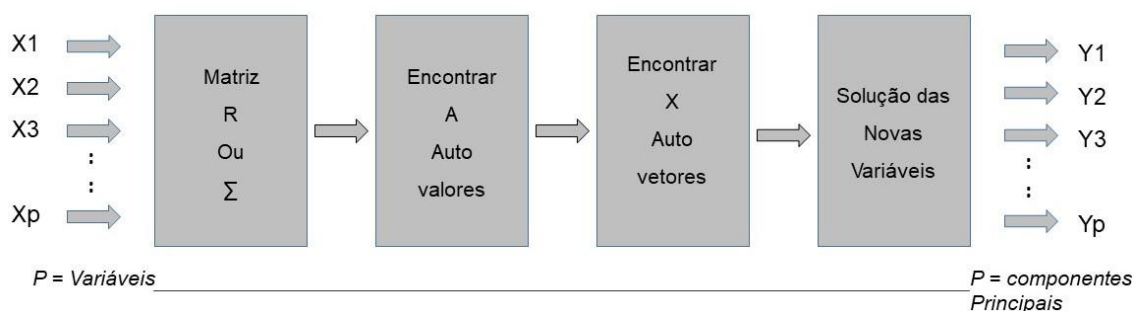 X1
X2
X3
:
:
Xp
P = Variáveis
Matriz
R
Ou
Σ
Encontrar
A
Auto
valores
Encontrar
X
Auto
vetores
Solução das
Novas
Variáveis
Y1
Y2
Y3
:
:
Yp
P = componentes
Principais